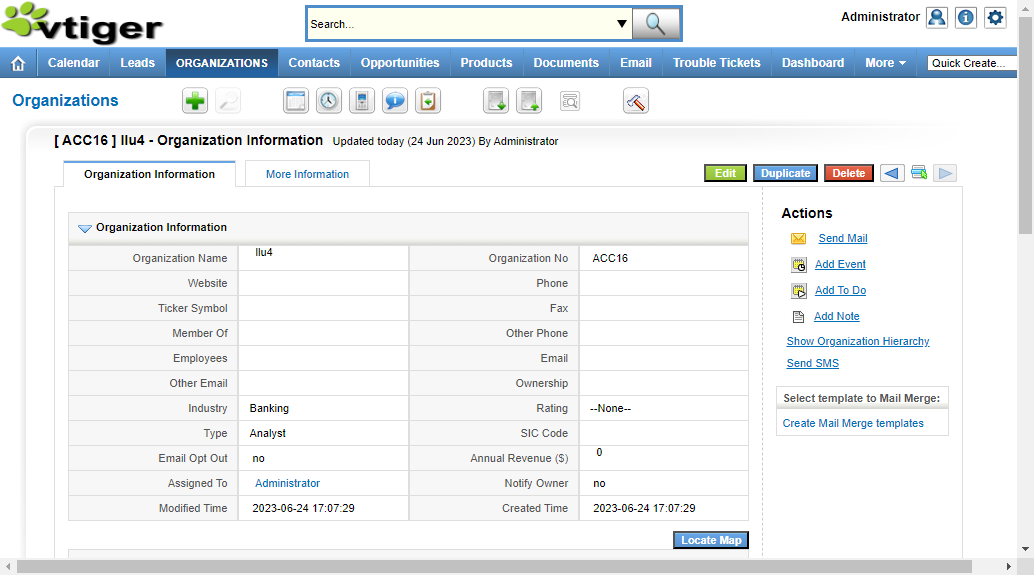 vtiger
Search...
Administrator
Calendar Leads ORGANIZATIONS Contacts Opportunities Products Documents Email Trouble Tickets Dashboard More Quick Create...
Organizations
[ ACC16 ] llu4 - Organization Information Updated today (24 Jun 2023) By Administrator
Organization Information More Information Edit Duplicate Delete
Organization Information
Organization Name llu4 Organization No ACC16
Website Phone
Ticker Symbol Fax
Member Of Other Phone
Employees Email
Other Email Ownership
Industry Banking Rating --None--
Type Analyst SIC Code
Email Opt Out no Annual Revenue ($) 0
Assigned To Administrator Notify Owner no
Modified Time 2023-06-24 17:07:29 Created Time 2023-06-24 17:07:29
Locate Map
Actions
Send Mail
Add Event
Add To Do
Add Note
Show Organization Hierarchy
Send SMS
Select template to Mail Merge:
Create Mail Merge templates